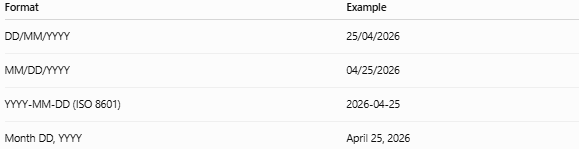 Format Example
DD/MM/YYYY 25/04/2026
MM/DD/YYYY 04/25/2026
YYYY-MM-DD (ISO 8601) 2026-04-25
Month DD, YYYY April 25, 2026